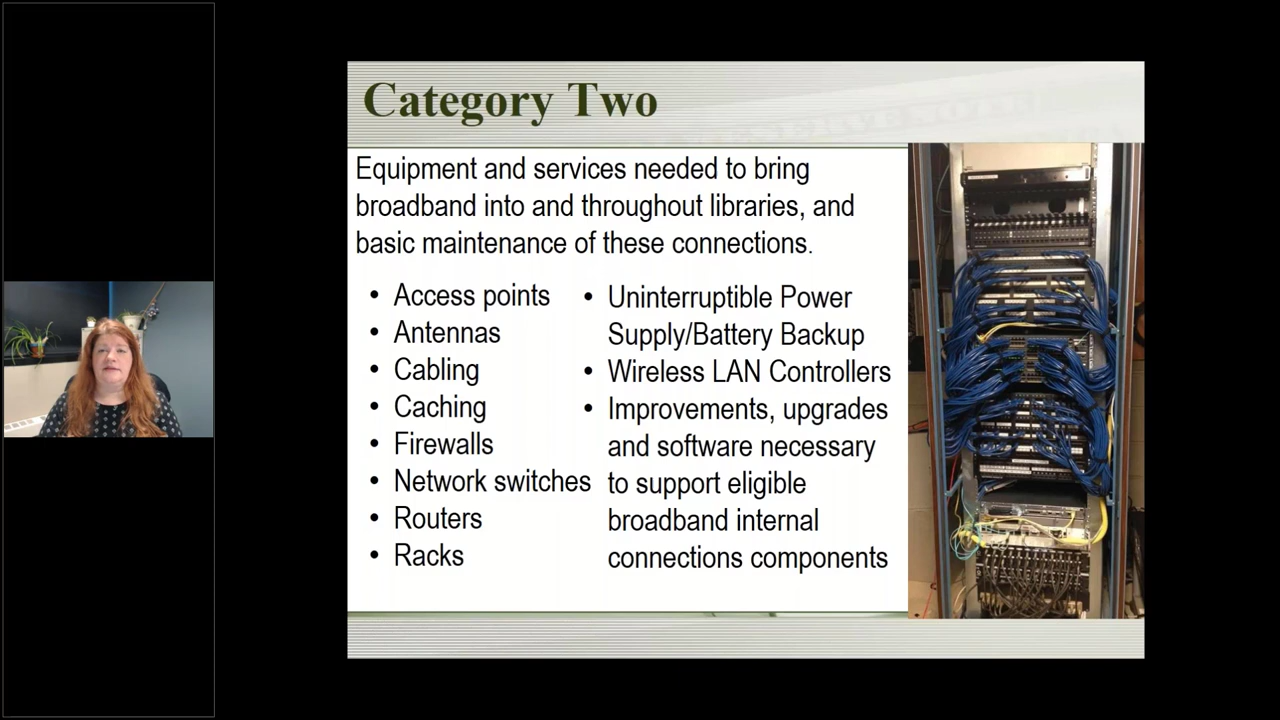 Category Two
Equipment and services needed to bring
broadband into and throughout libraries, and
basic maintenance of these connections.
• Access points
• Antennas
• Cabling
• Caching
• Firewalls
• Network switches
• Routers
• Racks
• Uninterruptible Power
Supply/Battery Backup
• Wireless LAN Controllers
• Improvements, upgrades
and software necessary
to support eligible
broadband internal
connections components